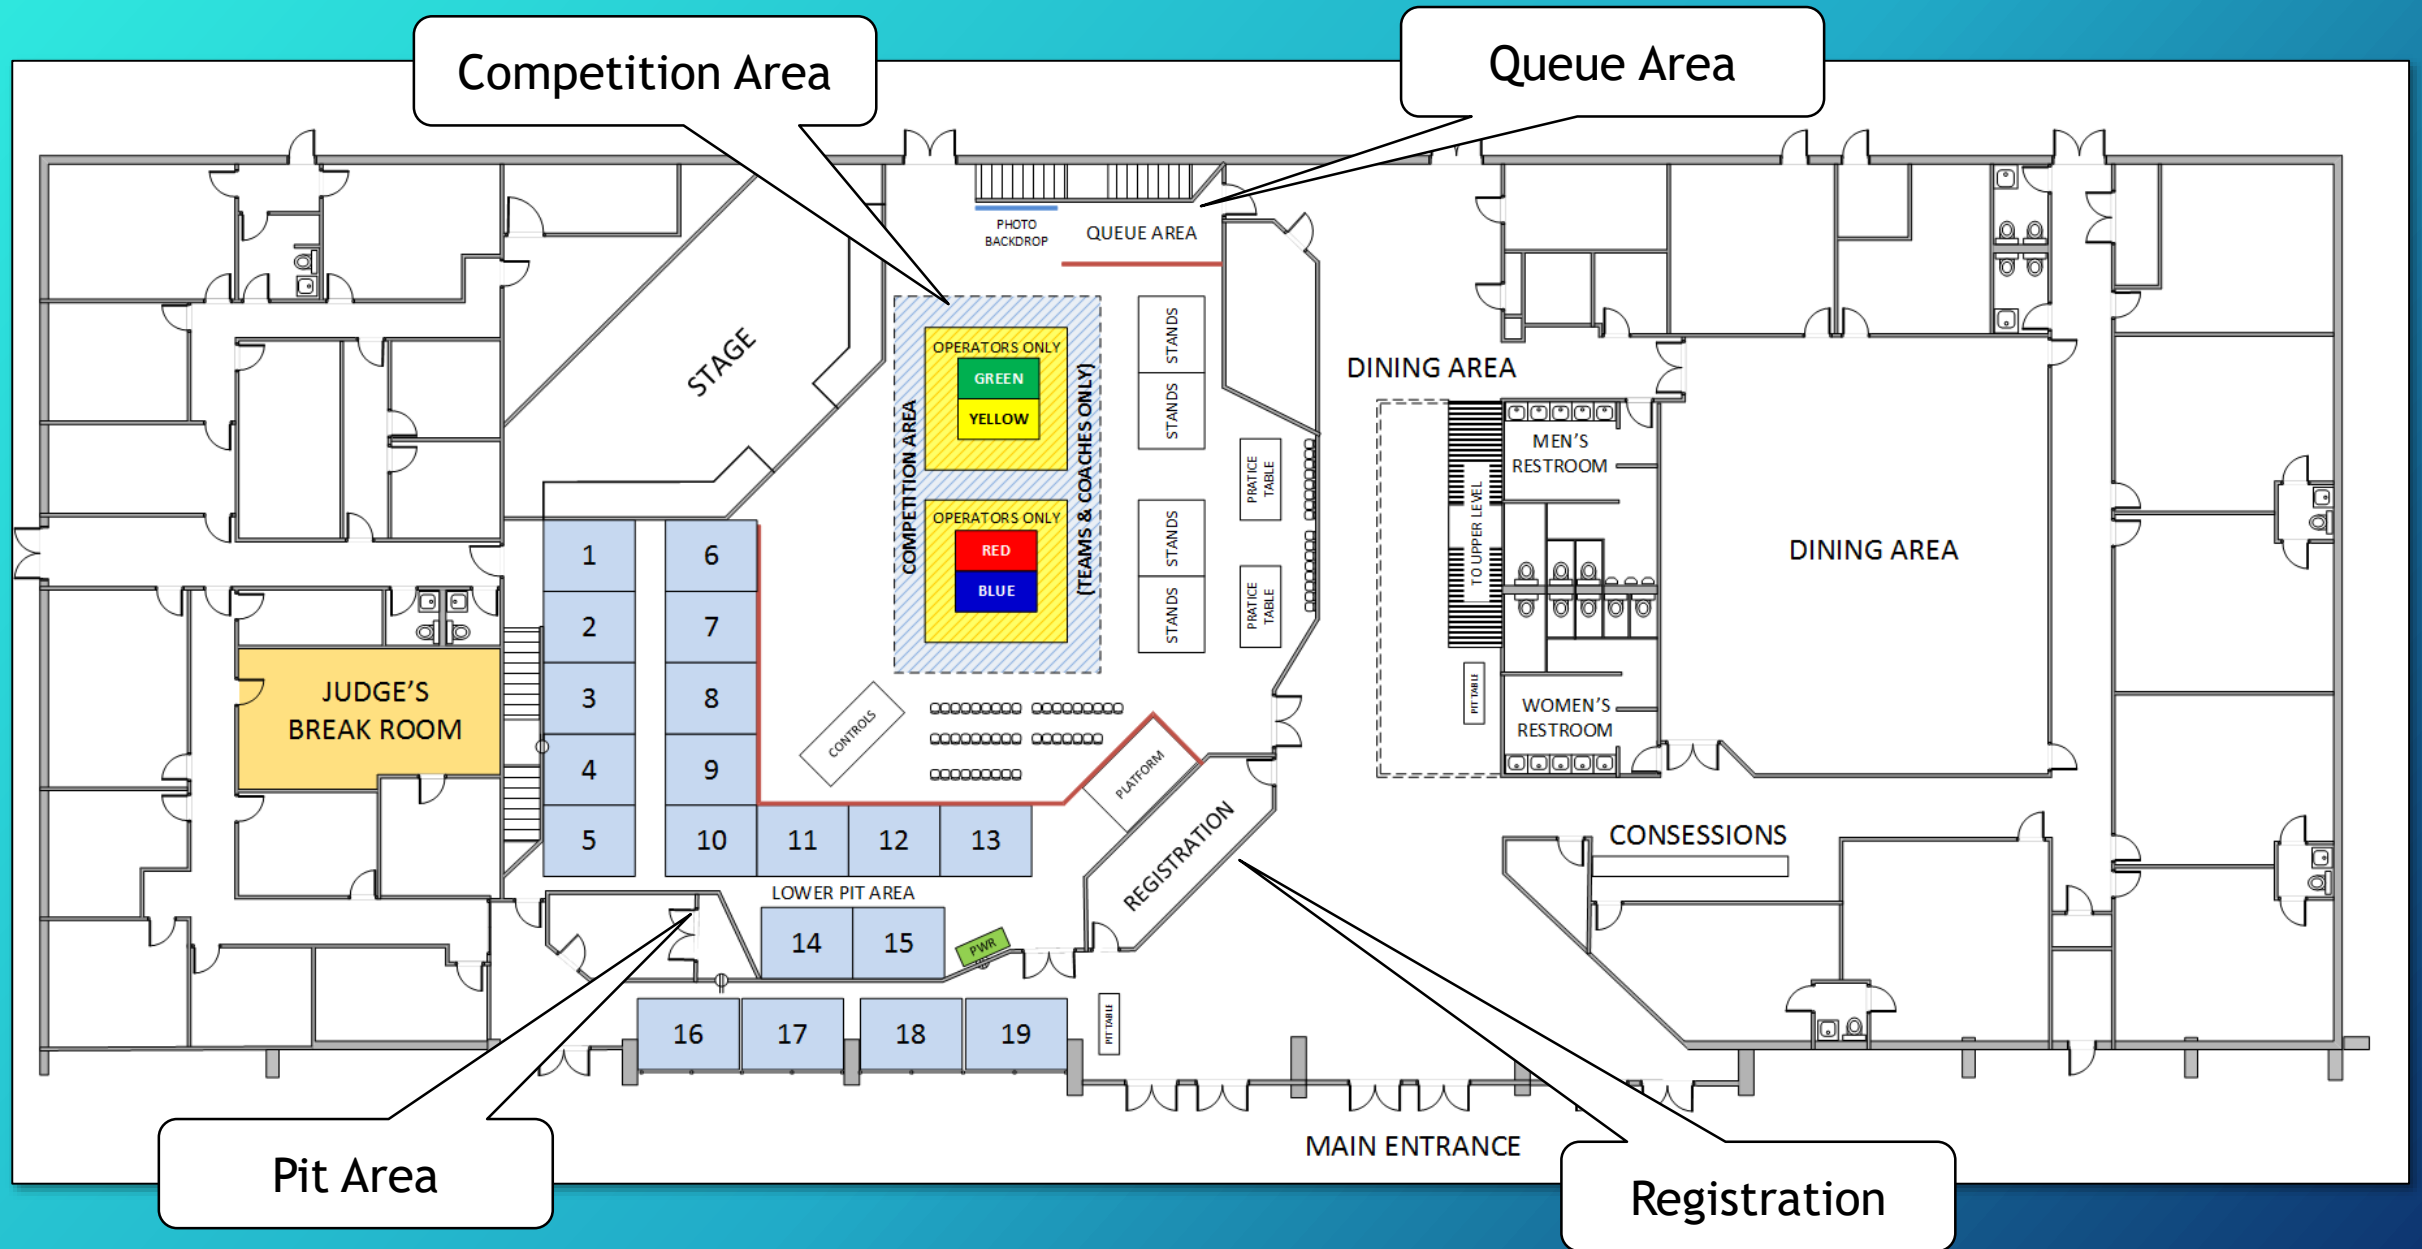 Competition Area
Queue Area
PHOTO
BACKDROP
QUEUE AREA
STAGE
COMPETITION AREA
(TEAMS & COACHES ONLY)
OPERATORS ONLY
GREEN
YELLOW
OPERATORS ONLY
RED
BLUE
STANDS
STANDS
STANDS
STANDS
PRATICE
TABLE
PRATICE
TABLE
DINING AREA
MEN'S
RESTROOM
TO UPPER LEVEL
DINING AREA
PIT TABLE
WOMEN'S
RESTROOM
JUDGE'S
BREAK ROOM
1
6
2
7
3
8
4
9
5
10
11
12
13
CONTROLS
PLATFORM
REGISTRATION
CONSESSIONS
LOWER PIT AREA
14
15
PWR
16
17
18
19
PIT TABLE
MAIN ENTRANCE
Pit Area
Registration